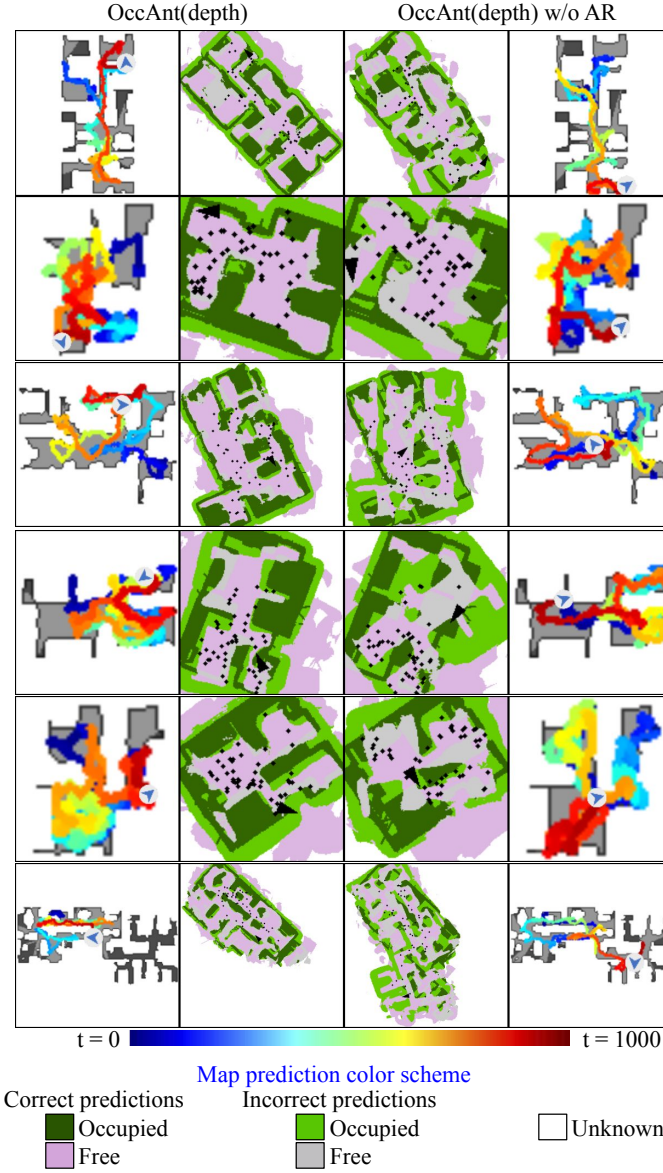 OccAnt(depth) OccAnt(depth) w/o AR
t = 0 t = 1000
Map prediction color scheme
Correct predictions Incorrect predictions
Occupied Occupied Unknown
Free Free